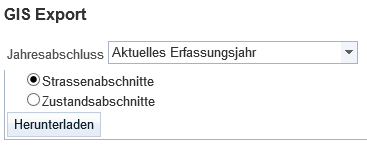 GIS Export
Jahresabschluss Aktuelles Erfassungsjahr
Strassenabschnitte
Zustandsabschnitte
Herunterladen